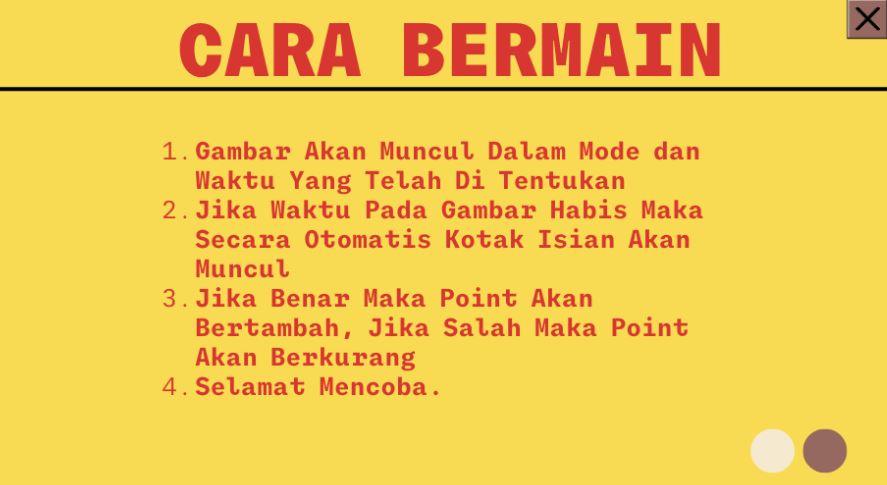 CARA BERMAIN
1. Gambar Akan Muncul Dalam Mode dan
Waktu Yang Telah Di Tentukan
2. Jika Waktu Pada Gambar Habis Maka
Secara Otomatis Kotak Isian Akan
Muncul
3. Jika Benar Maka Point Akan
Bertambah, Jika Salah Maka Point
Akan Berkurang
4. Selamat Mencoba.